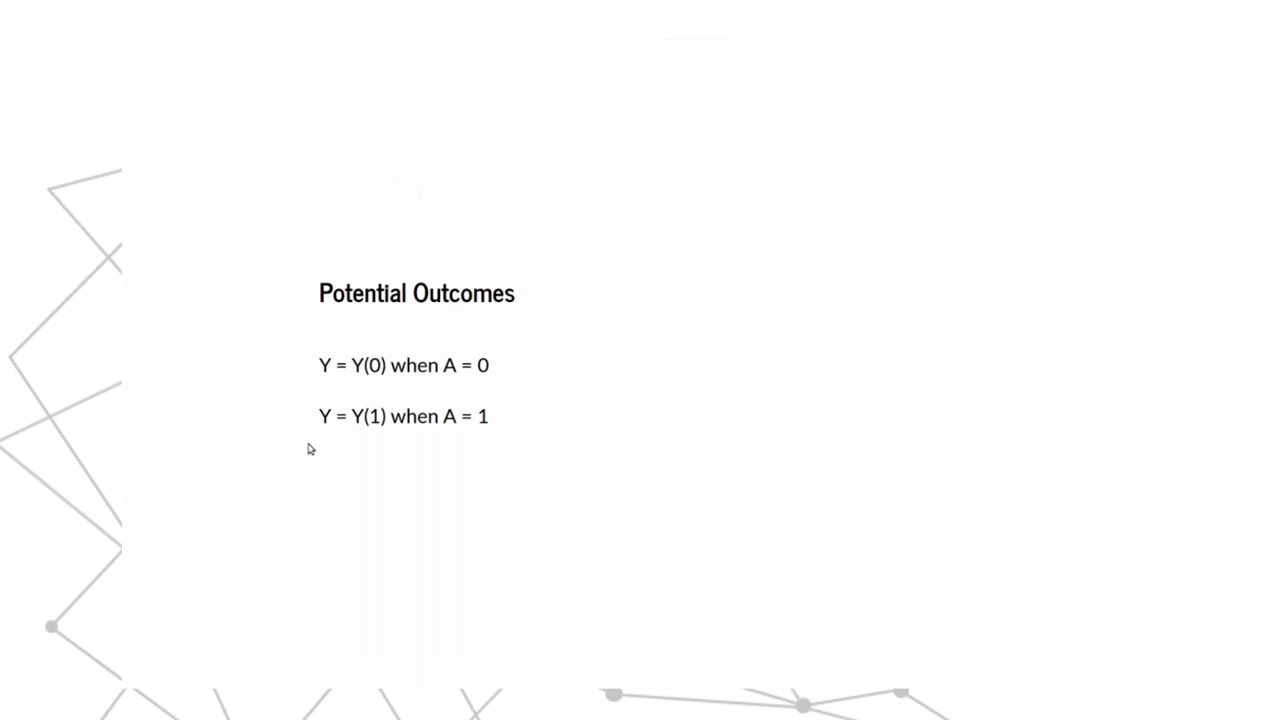 Potential Outcomes
Y = Y(0) when A = 0
Y = Y(1) when A = 1